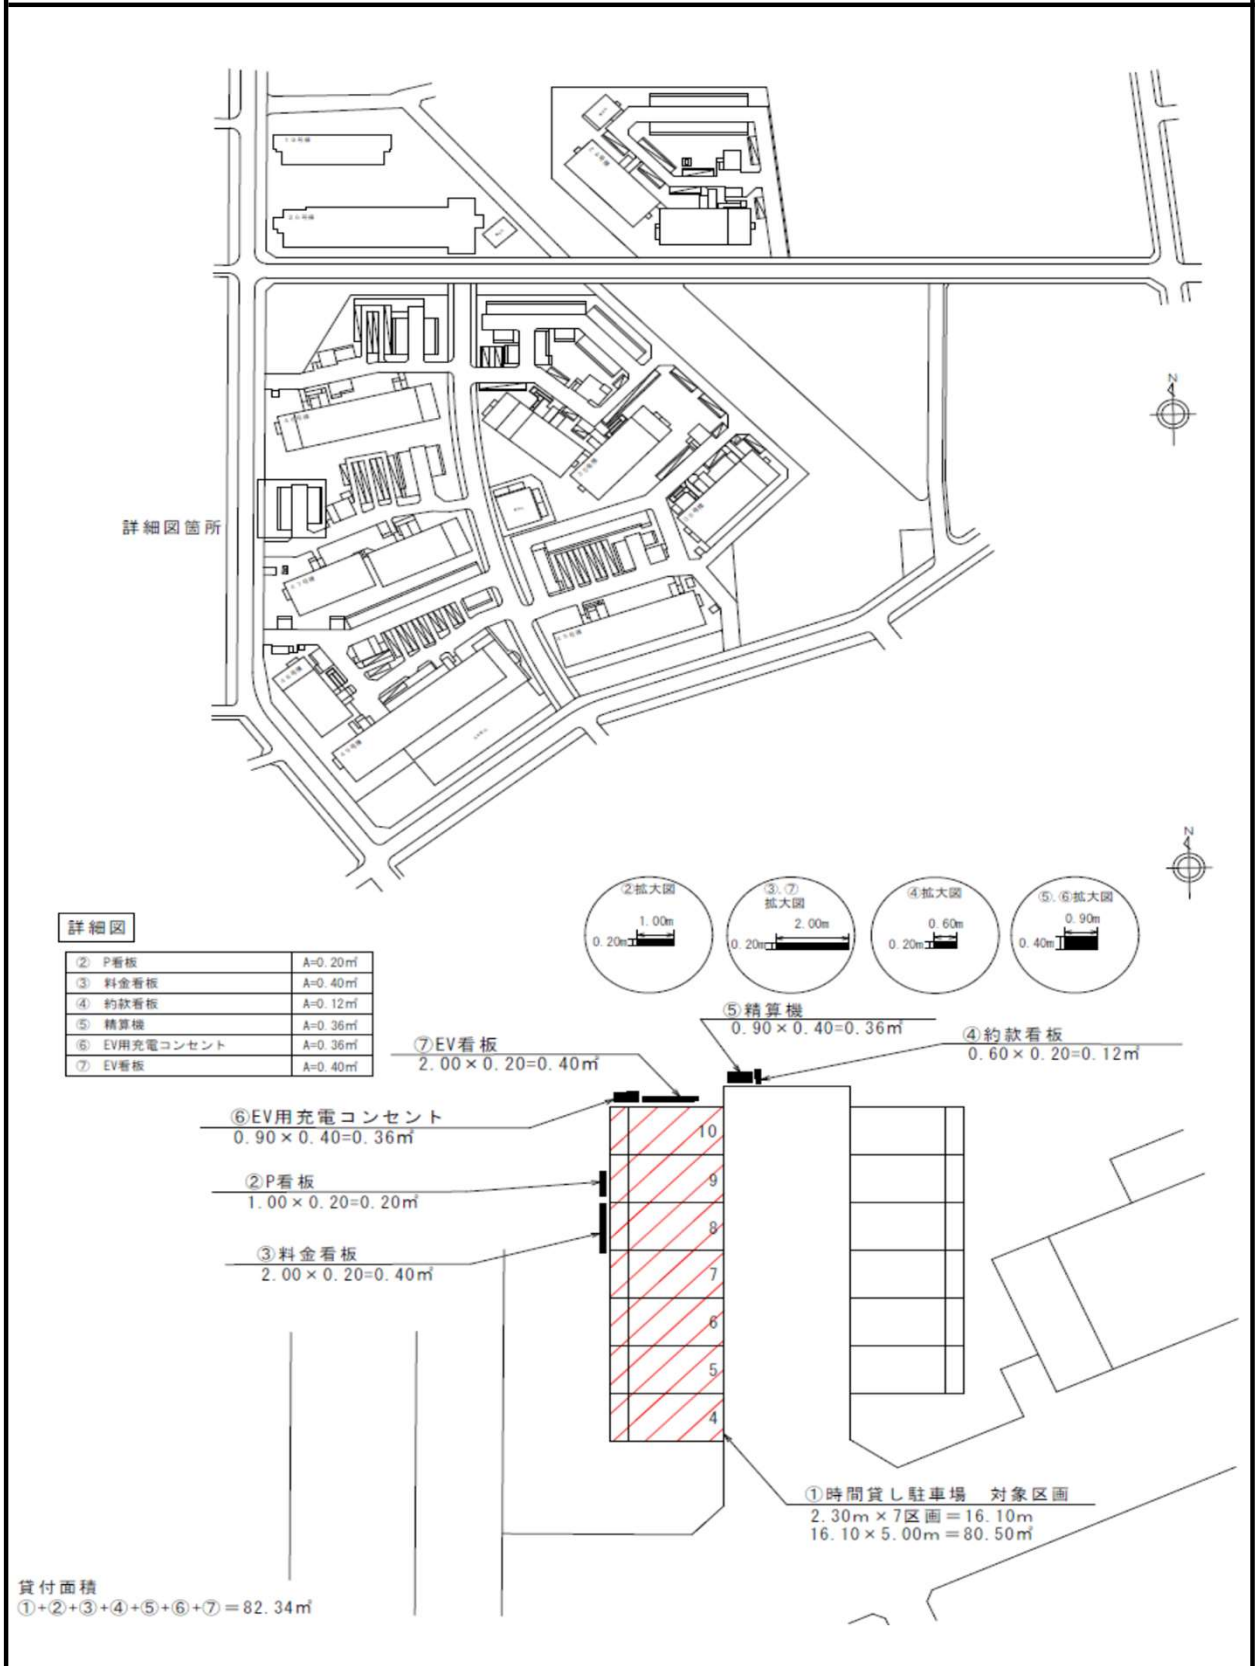 N
詳細図箇所
N
②拡大図
1.00m
0.20m
③,⑦
拡大図
2.00m
0.20m
④拡大図
0.60m
0.20m
⑤,⑥拡大図
0.90m
0.40m
詳細図
② P看板 A=0.20㎡
③ 料金看板 A=0.40㎡
④ 約款看板 A=0.12㎡
⑤ 精算機 A=0.36㎡
⑥ EV用充電コンセント A=0.36㎡
⑦ EV看板 A=0.40㎡
⑤精算機
0.90×0.40=0.36㎡
④約款看板
0.60×0.20=0.12㎡
⑦EV看板
2.00×0.20=0.40㎡
⑥EV用充電コンセント
0.90×0.40=0.36㎡
②P看板
1.00×0.20=0.20㎡
③料金看板
2.00×0.20=0.40㎡
10
9
8
7
6
5
4
①時間貸し駐車場 対象区画
2.30m×7区画=16.10m
16.10×5.00m=80.50㎡
貸付面積
①+②+③+④+⑤+⑥+⑦=82.34㎡